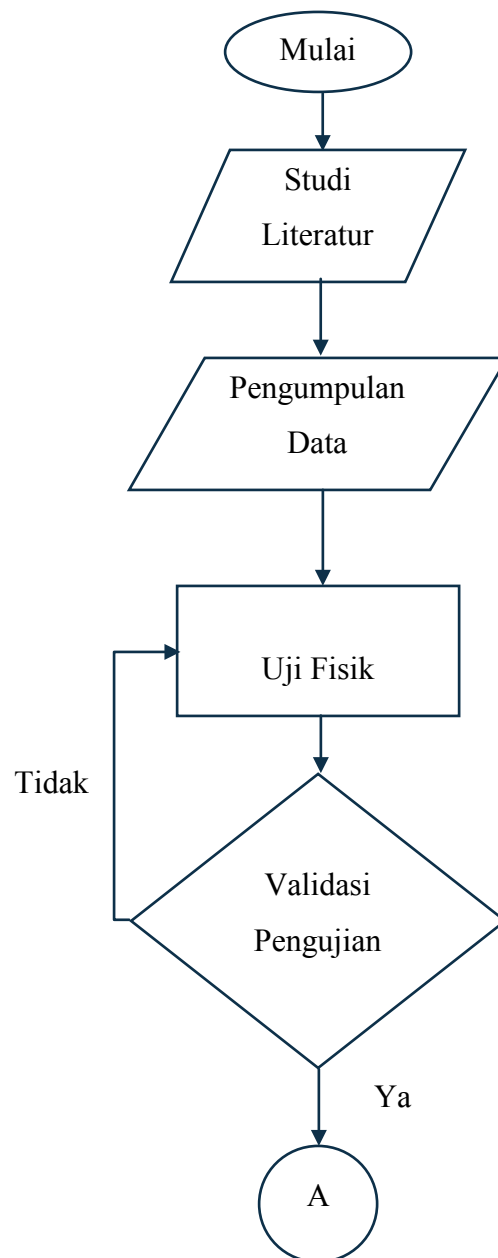 Mulai
Studi
Literatur
Pengumpulan
Data
Uji Fisik
Tidak
Validasi
Pengujian
Ya
A